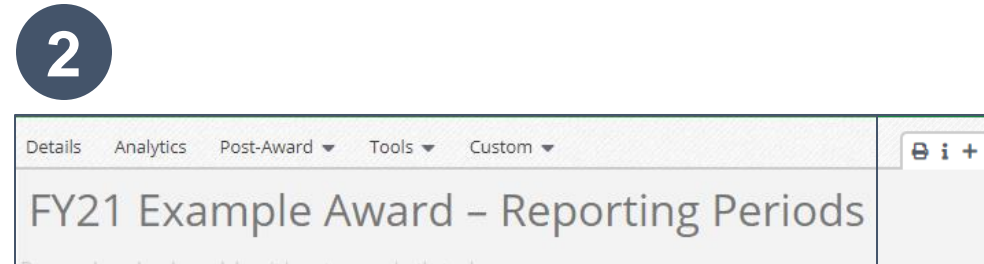 2
Details Analytics Post-Award Tools Custom
FY21 Example Award – Reporting Periods